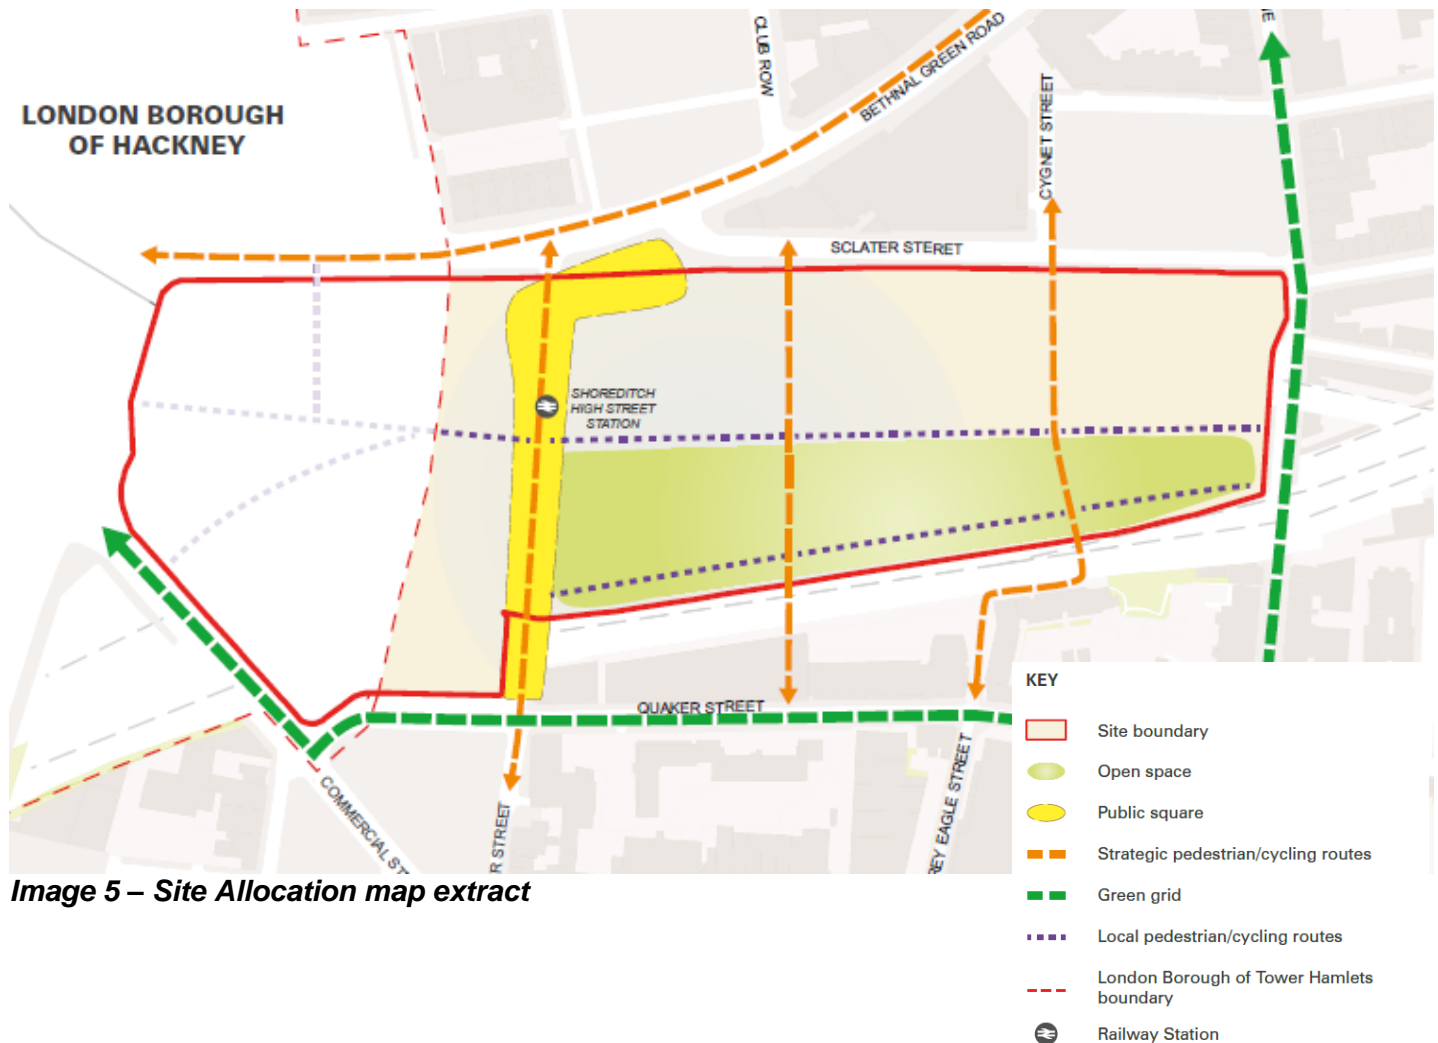 NE
CLUB ROW
BETHNAL GREEN ROAD
LONDON BOROUGH
OF HACKNEY
CYGNET STREET
SCLATER STERET
SHOREDITCH
HIGH STREET
STATION
QUAKER STREET
COMMERCIAL ST
R STREET
REY EAGLE STREET
KEY
Site boundary
Open space
Public square
Strategic pedestrian/cycling routes
Green grid
Local pedestrian/cycling routes
London Borough of Tower Hamlets
boundary
Railway Station
Image 5 – Site Allocation map extract